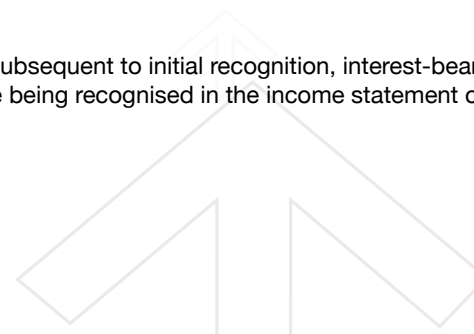 ubsequent to initial recognition, interest-bear
being recognised in the income statement o